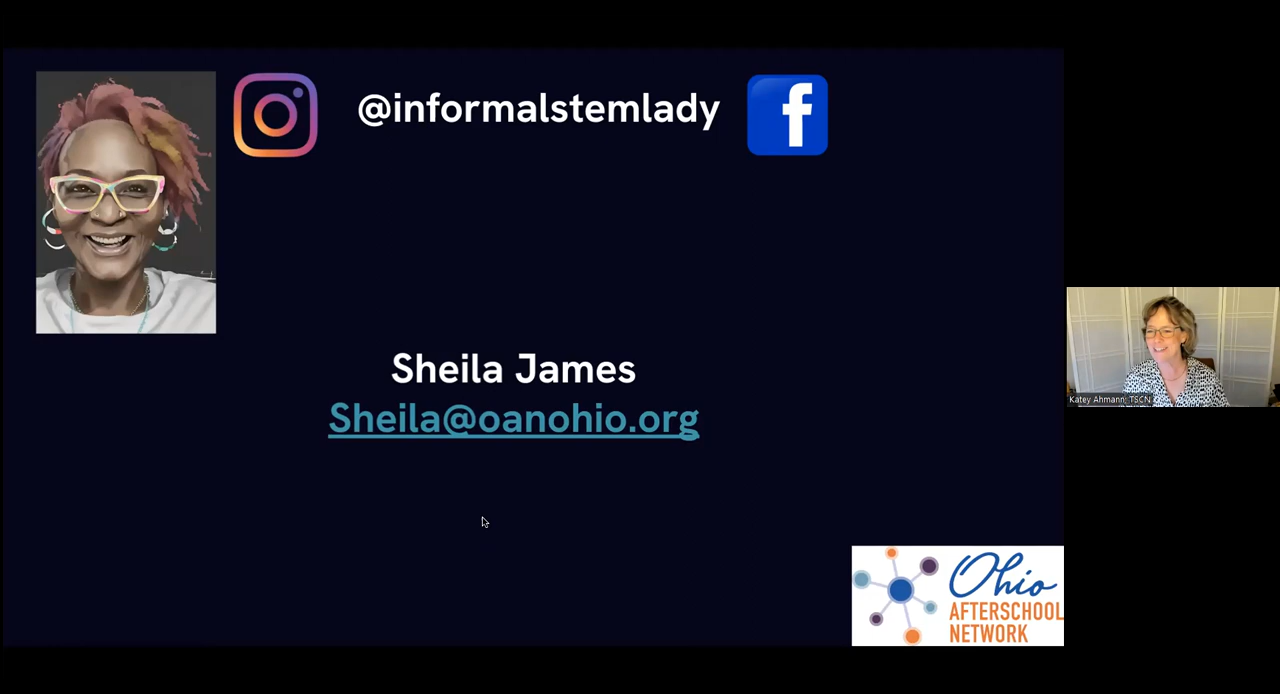 @informalstemlady
Sheila James
Sheila@oanohio.org
Katey Ahmann, TSCN
Ohio
AFTERSCHOOL
NETWORK